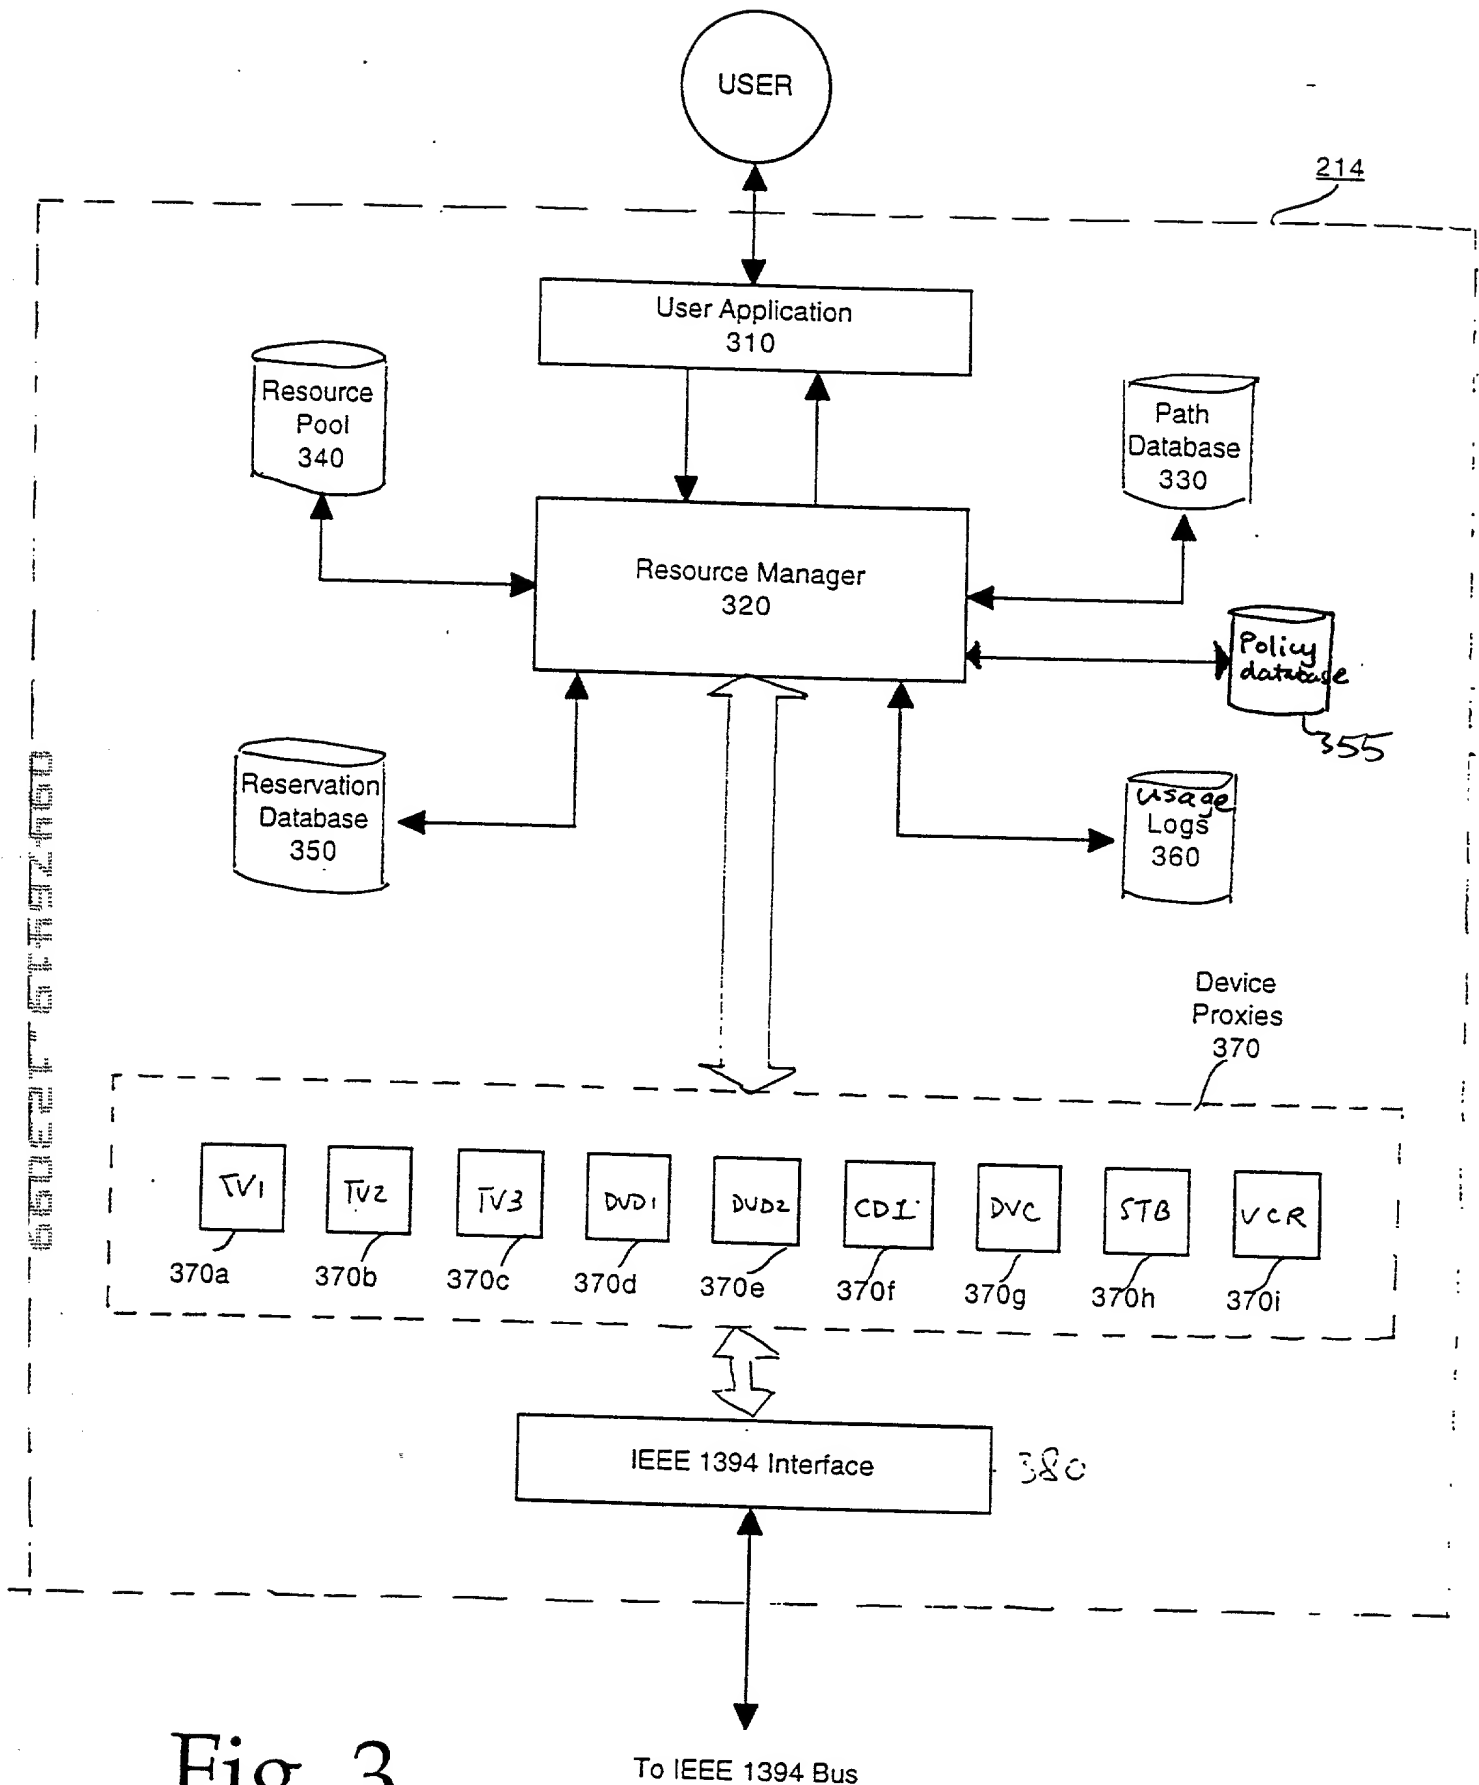 USER
214
User Application
310
Resource
Pool
340
Path
Database
330
Resource Manager
320
Policy
database
355
Reservation
Database
350
usage
Logs
360
Device
Proxies
370
TV1
TV2
TV3
DVD1
DVD2
CD1
DVC
STB
VCR
370a
370b
370c
370d
370e
370f
370g
370h
370i
IEEE 1394 Interface
380
To IEEE 1394 Bus
Fig. 3
09475419 . 123099